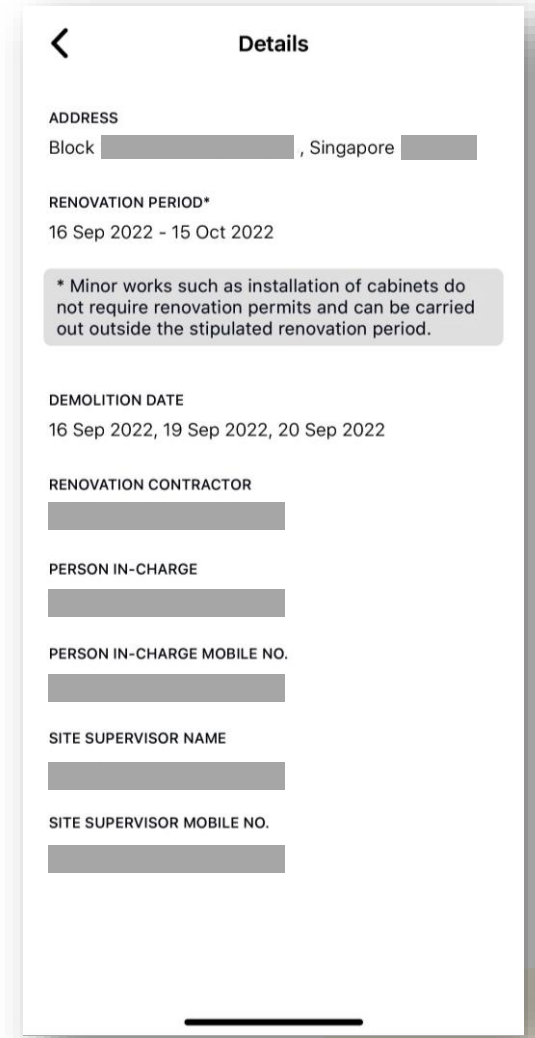 Details
ADDRESS
Block , Singapore
RENOVATION PERIOD*
16 Sep 2022 - 15 Oct 2022
* Minor works such as installation of cabinets do
not require renovation permits and can be carried
out outside the stipulated renovation period.
DEMOLITION DATE
16 Sep 2022, 19 Sep 2022, 20 Sep 2022
RENOVATION CONTRACTOR
PERSON IN-CHARGE
PERSON IN-CHARGE MOBILE NO.
SITE SUPERVISOR NAME
SITE SUPERVISOR MOBILE NO.